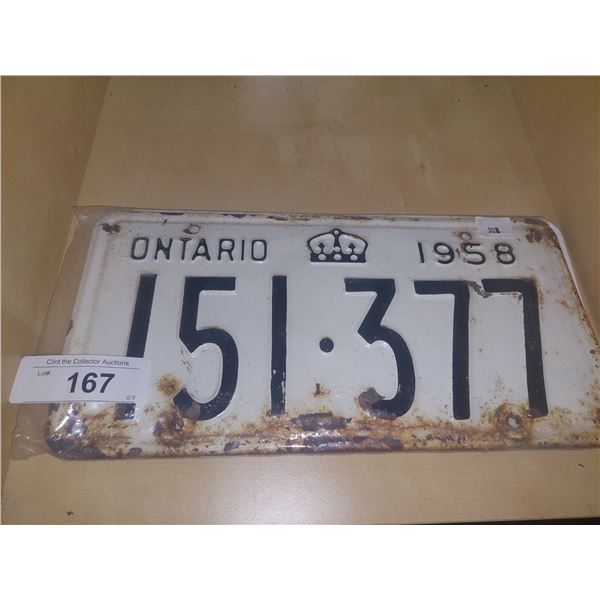 ONTARIO 1958
151·377
Clint the Collector Auctions
Lot# 167